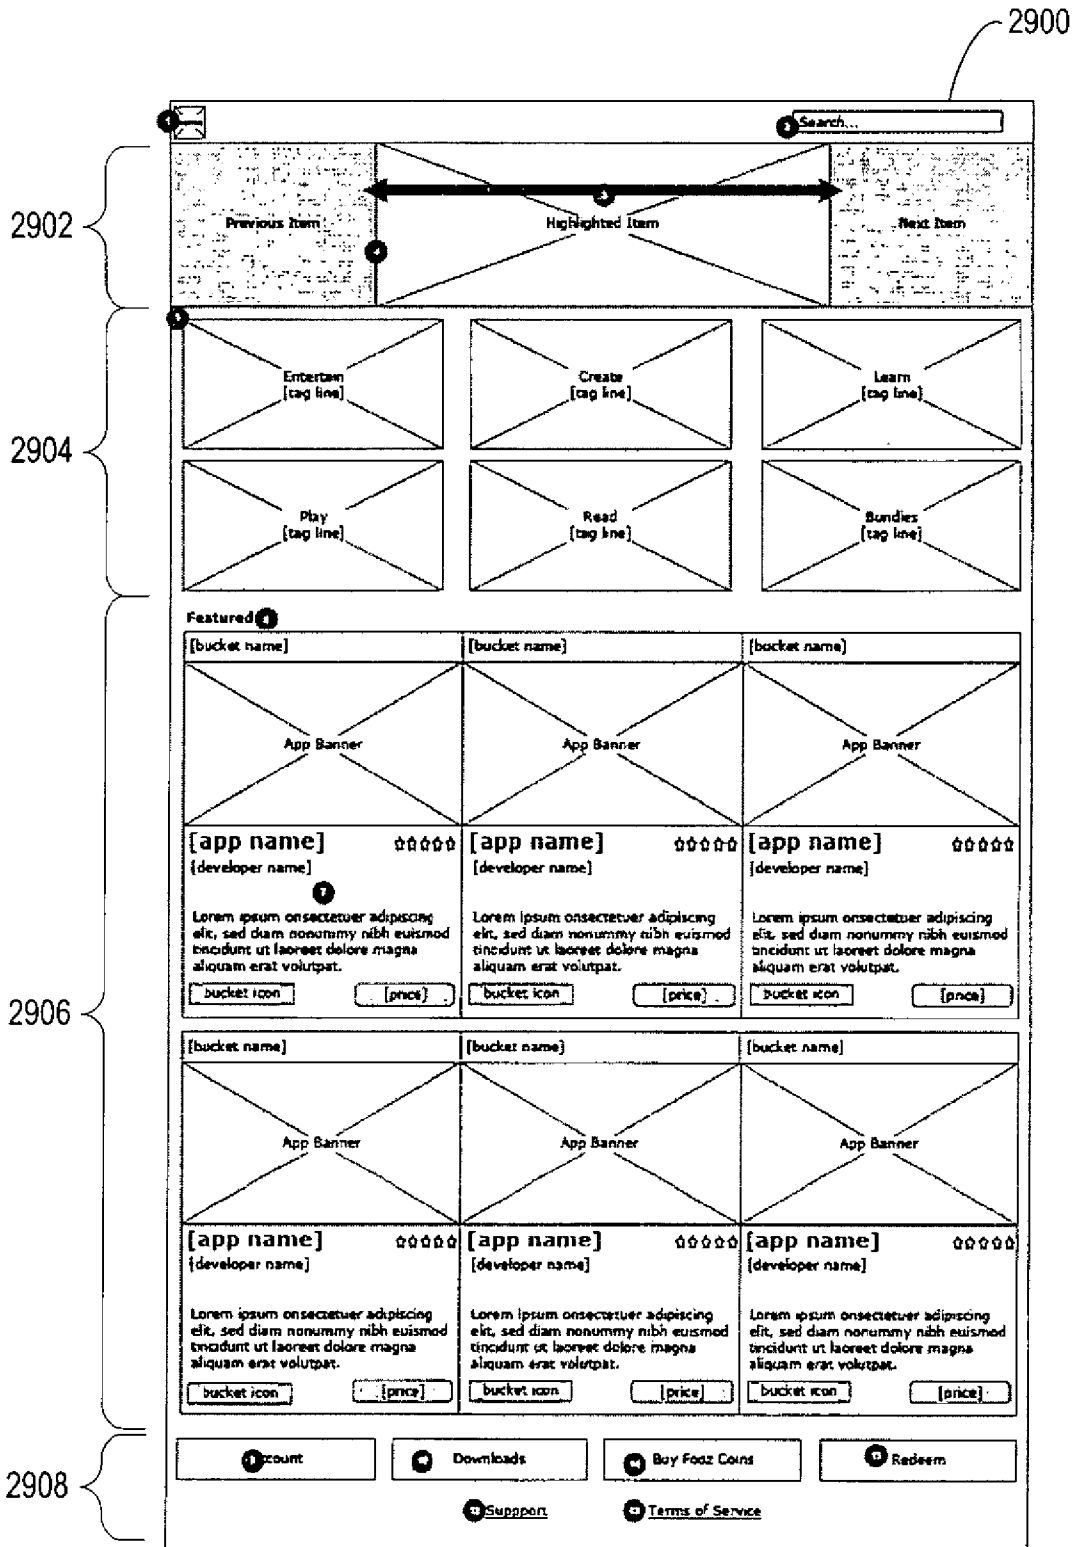 2900
Search...
2902
Previous Item
Highlighted Item
Next Item
2904
Entertain
[tag line]
Create
[tag line]
Learn
[tag line]
Play
[tag line]
Read
[tag line]
Bundles
[tag line]
2906
Featured
[bucket name]
[bucket name]
[bucket name]
App Banner
App Banner
App Banner
[app name]
[developer name]
Lorem ipsum onsectetuer adipiscing
elit, sed diam nonummy nibh euismod
tincidunt ut laoreet dolore magna
aliquam erat volutpat.
bucket icon
[price]
[app name]
[developer name]
Lorem ipsum onsectetuer adipiscing
elit, sed diam nonummy nibh euismod
tincidunt ut laoreet dolore magna
aliquam erat volutpat.
bucket icon
[price]
[app name]
[developer name]
Lorem ipsum onsectetuer adipiscing
elit, sed diam nonummy nibh euismod
tincidunt ut laoreet dolore magna
aliquam erat volutpat.
bucket icon
[price]
[bucket name]
[bucket name]
[bucket name]
App Banner
App Banner
App Banner
[app name]
[developer name]
Lorem ipsum onsectetuer adipiscing
elit, sed diam nonummy nibh euismod
tincidunt ut laoreet dolore magna
aliquam erat volutpat.
bucket icon
[price]
[app name]
[developer name]
Lorem ipsum onsectetuer adipiscing
elit, sed diam nonummy nibh euismod
tincidunt ut laoreet dolore magna
aliquam erat volutpat.
bucket icon
[price]
[app name]
[developer name]
Lorem ipsum onsectetuer adipiscing
elit, sed diam nonummy nibh euismod
tincidunt ut laoreet dolore magna
aliquam erat volutpat.
bucket icon
[price]
2908
ccount
Downloads
Buy Fooz Coins
Redeem
Suppport
Terms of Service